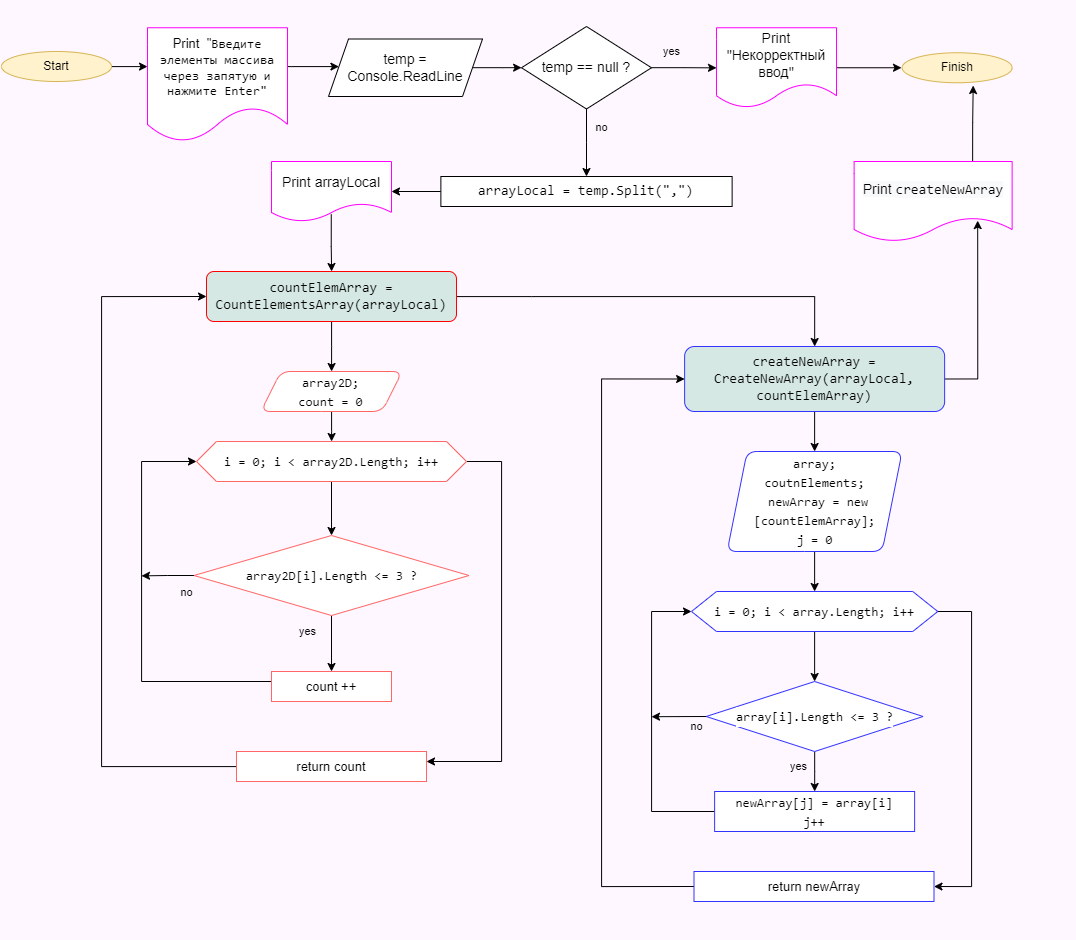 Start
Print "Введите
элементы массива
через запятую и
нажмите Enter"
temp =
Console.ReadLine
temp == null ?
yes
Print
"Некорректный
ввод"
Finish
no
Print arrayLocal
arrayLocal = temp.Split(",")
Print createNewArray
countElemArray =
CountElementsArray(arrayLocal)
array2D;
count = 0
i = 0; i < array2D.Length; i++
array2D[i].Length <= 3 ?
no
yes
count ++
return count
createNewArray =
CreateNewArray(arrayLocal,
countElemArray)
array;
coutnElements;
newArray = new
[countElemArray];
j = 0
i = 0; i < array.Length; i++
array[i].Length <= 3 ?
no
yes
newArray[j] = array[i]
j++
return newArray